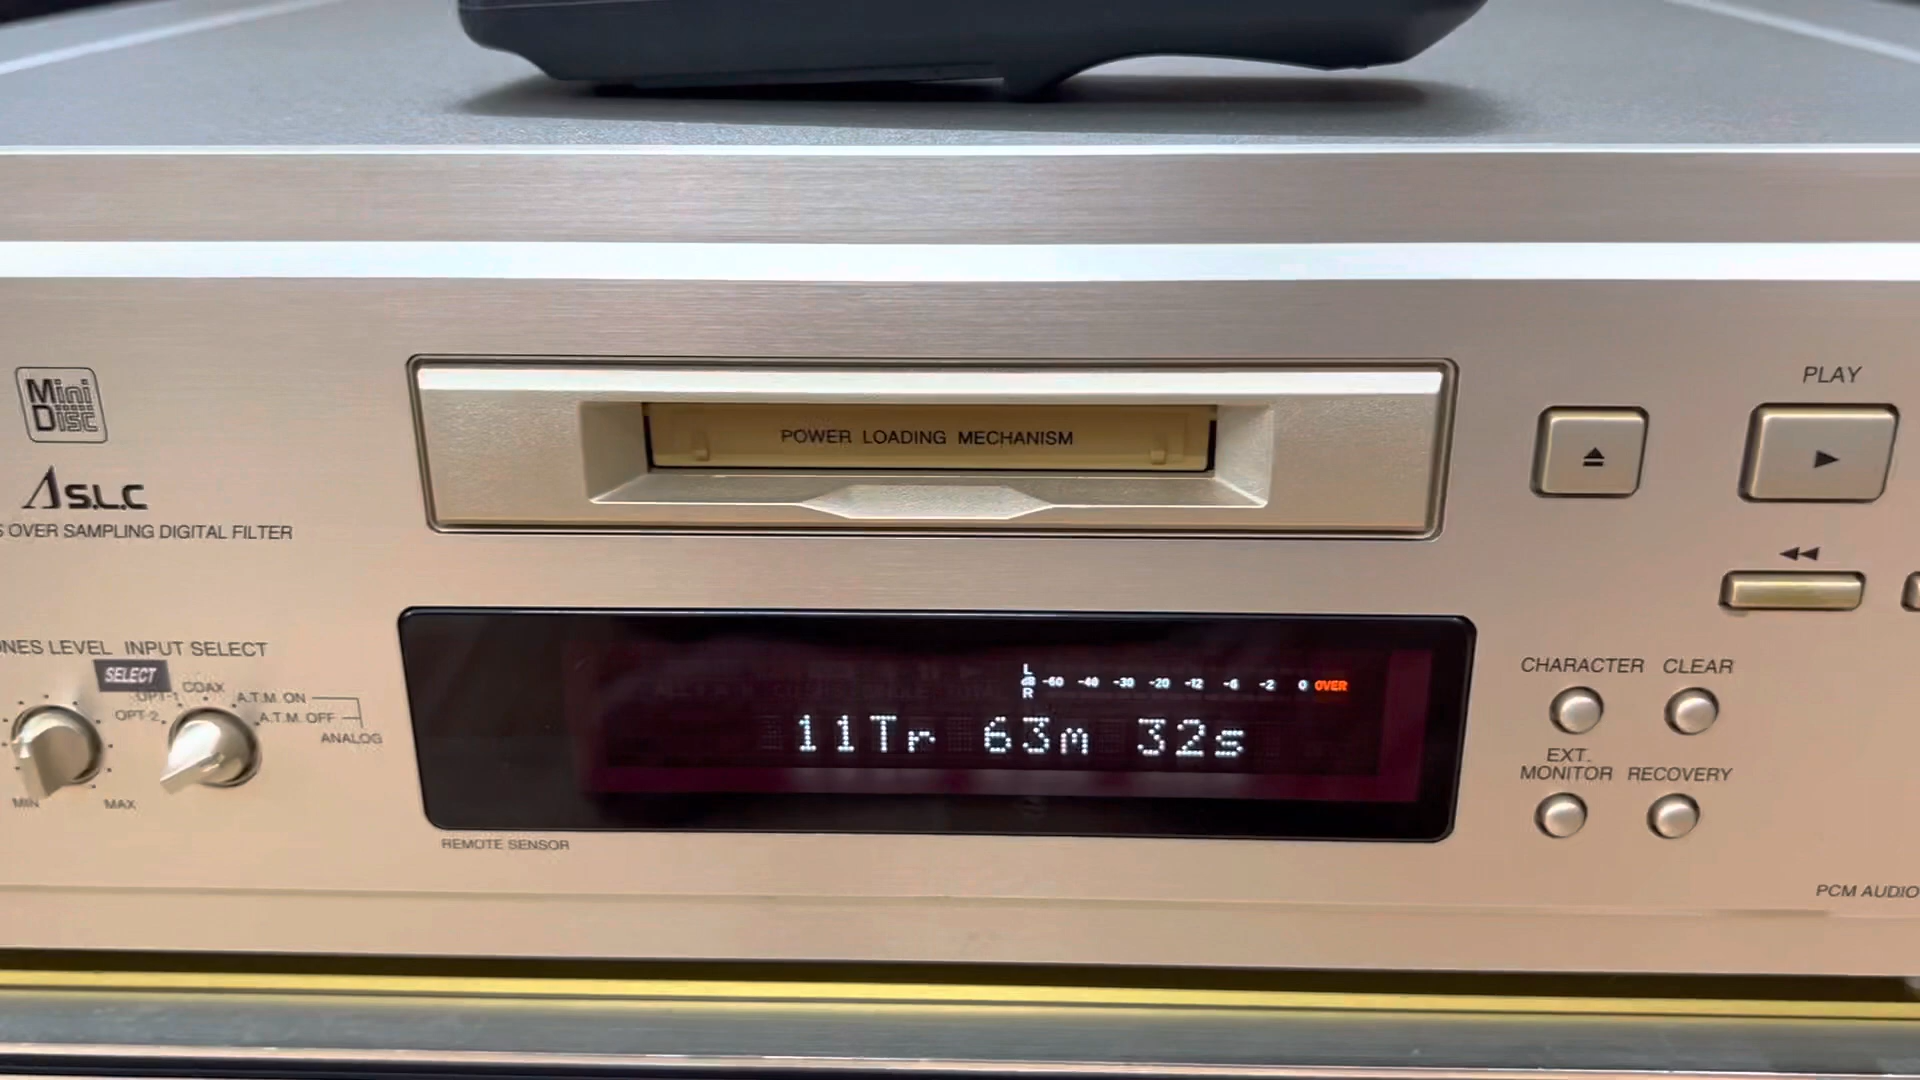 Mini Disc
S.L.C
OVER SAMPLING DIGITAL FILTER
POWER LOADING MECHANISM
PLAY
LEVEL INPUT SELECT
SELECT
OPT-1 COAX
OPT-2
A.T.M. ON
A.T.M. OFF
ANALOG
MIN MAX
L
dB -60 -40 -30 -20 -12 -6 -2 0 OVER
R
11Tr 63m 32s
REMOTE SENSOR
CHARACTER CLEAR
EXT. MONITOR RECOVERY
PCM AUDIO